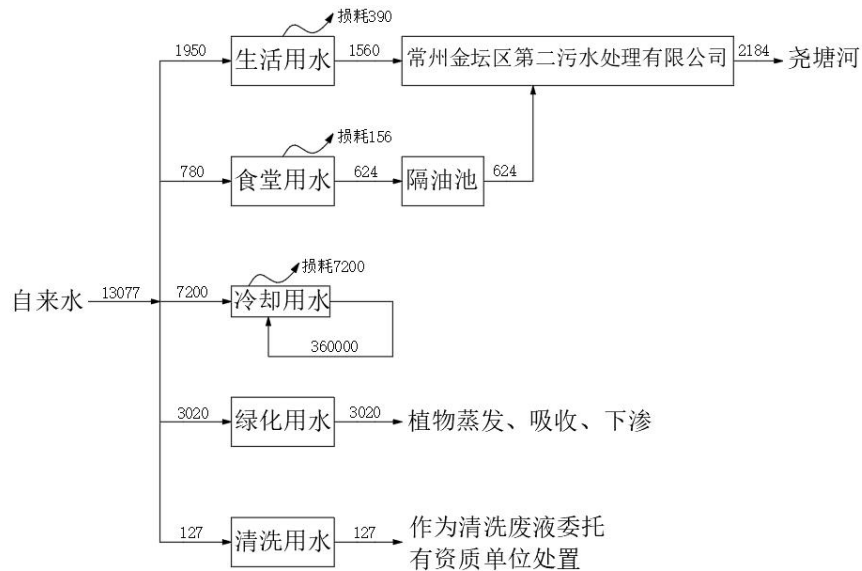 损耗390
1950
生活用水
1560
常州金坛区第二污水处理有限公司
2184
尧塘河
损耗156
780
食堂用水
624
隔油池
624
损耗7200
自来水
13077
7200
冷却用水
360000
3020
绿化用水
3020
植物蒸发、吸收、下渗
127
清洗用水
127
作为清洗废液委托
有资质单位处置